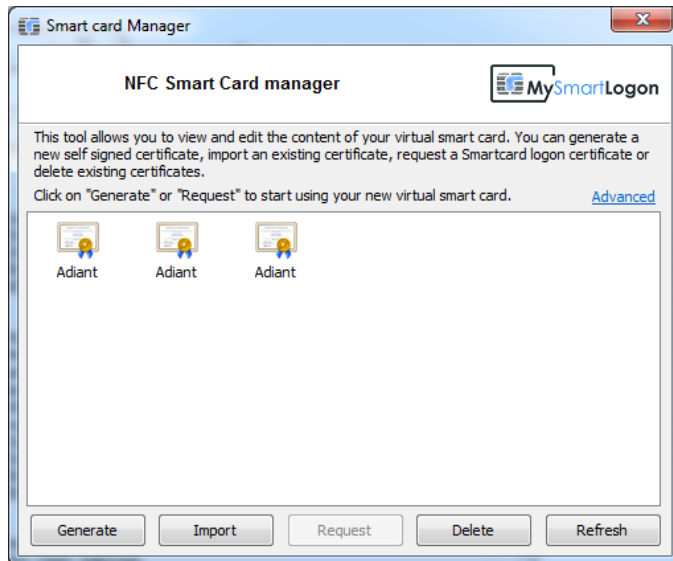 Smart card Manager
NFC Smart Card manager
MySmartLogon
This tool allows you to view and edit the content of your virtual smart card. You can generate a
new self signed certificate, import an existing certificate, request a Smartcard logon certificate or
delete existing certificates.
Click on "Generate" or "Request" to start using your new virtual smart card. Advanced
Adiant Adiant Adiant
Generate Import Request Delete Refresh